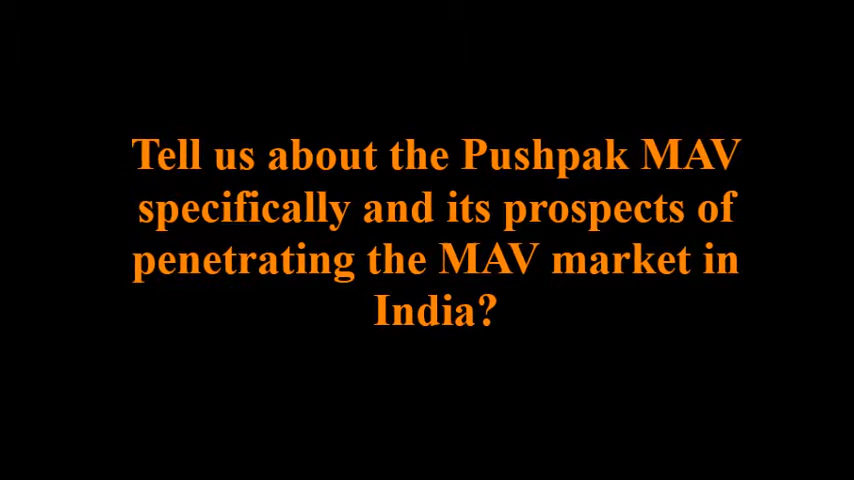 Tell us about the Pushpak MAV
specifically and its prospects of
penetrating the MAV market in
India?